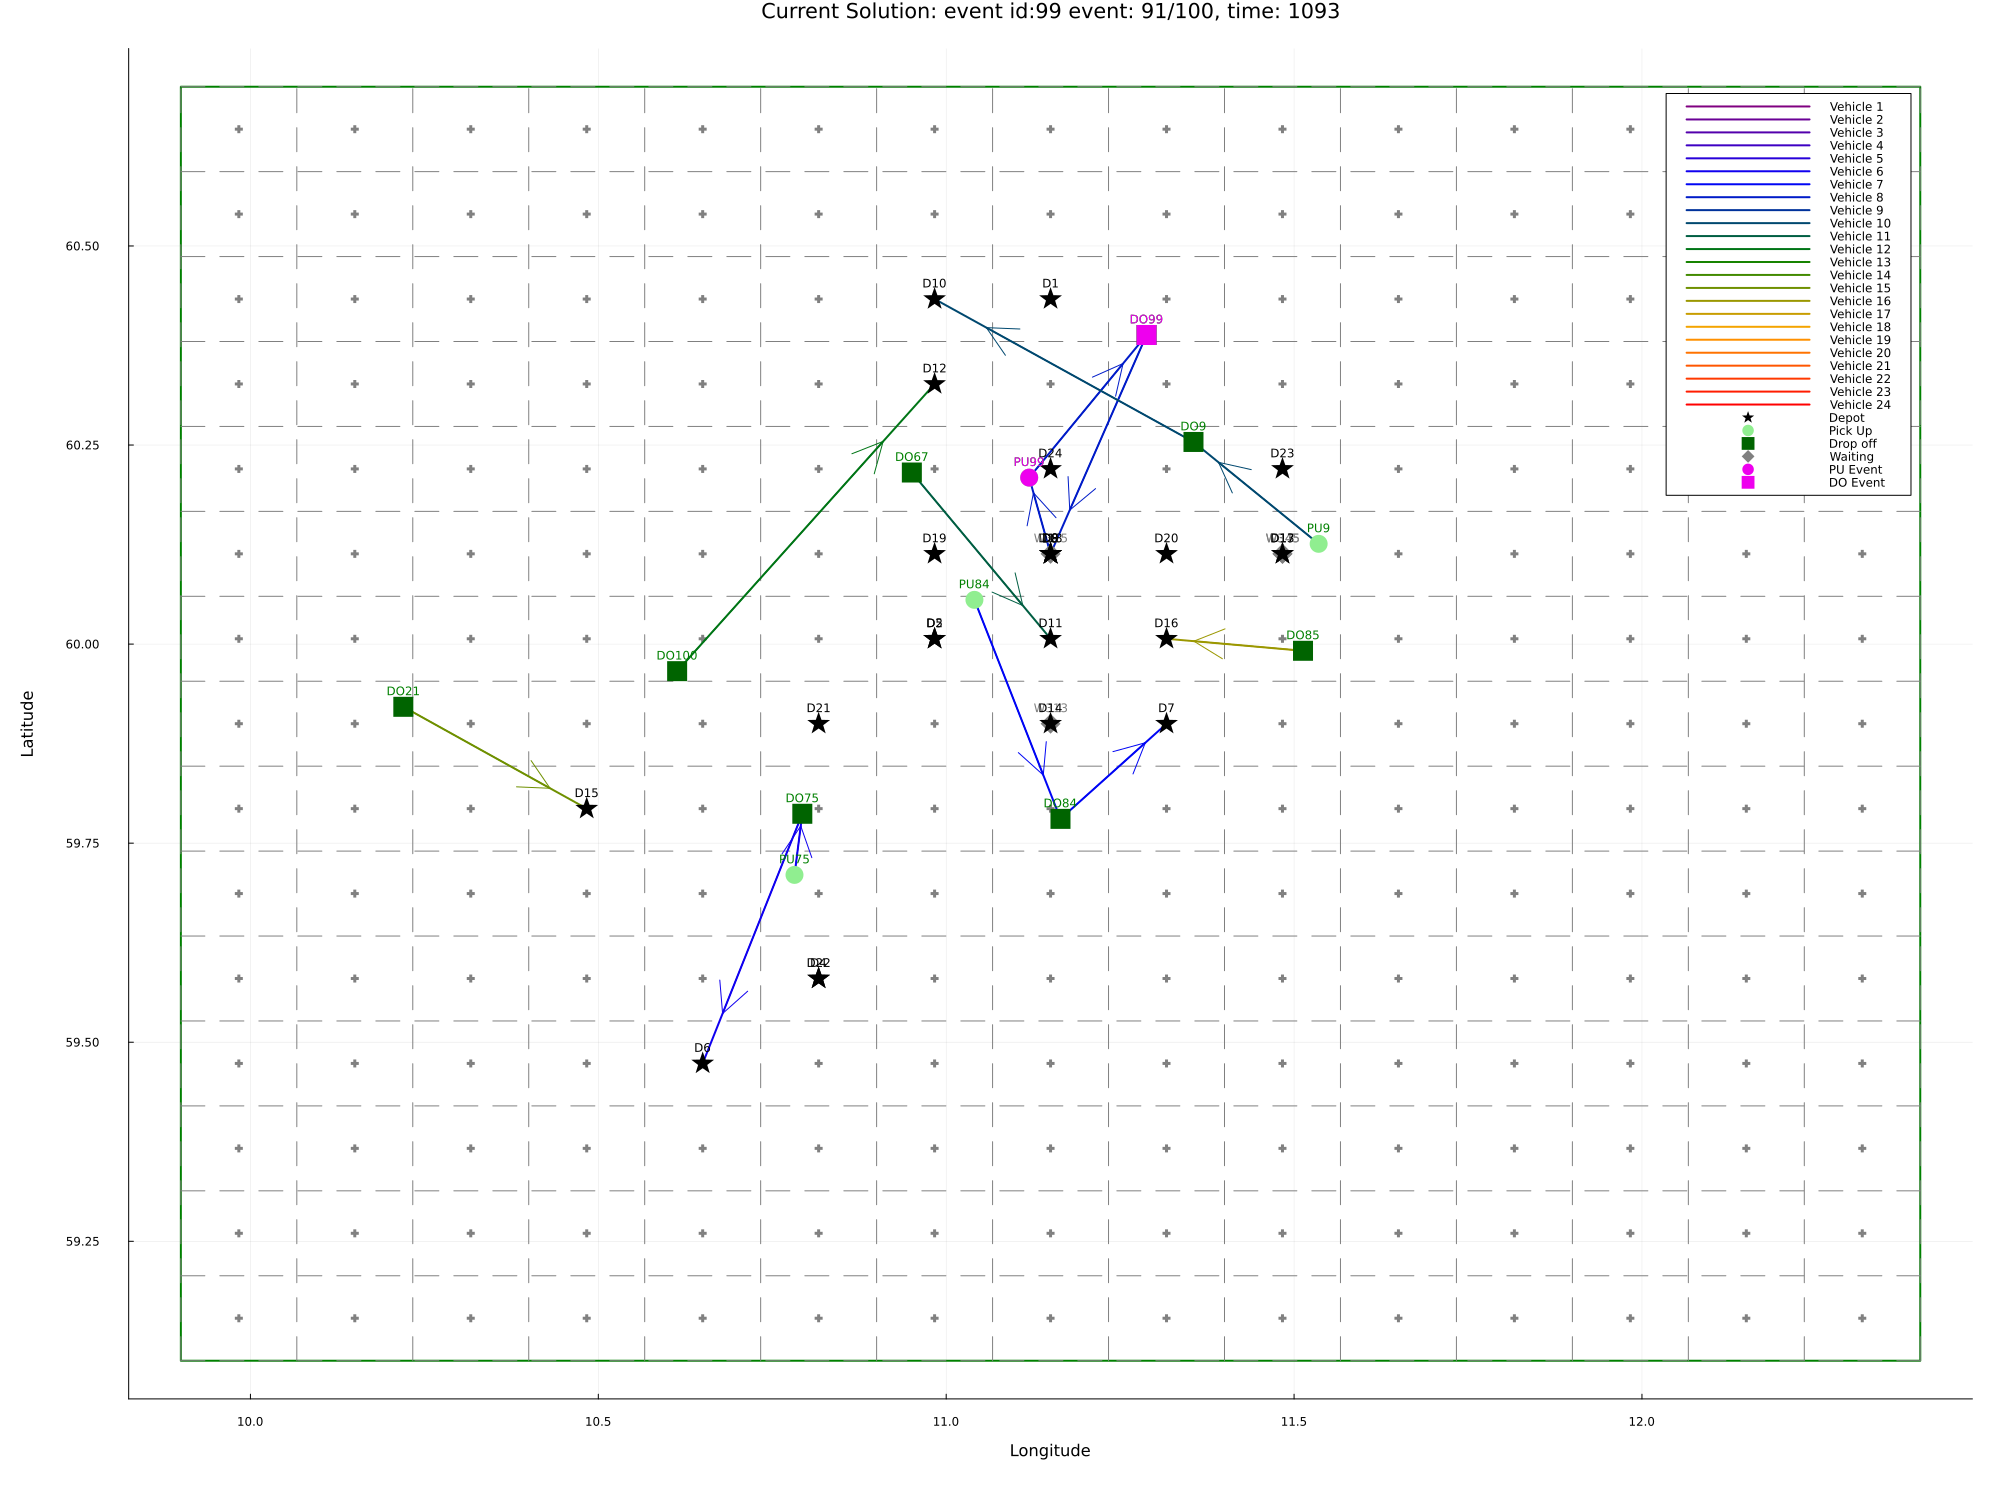 Current Solution: event id:99 event: 91/100, time: 1093
Vehicle 1
Vehicle 2
Vehicle 3
Vehicle 4
Vehicle 5
Vehicle 6
Vehicle 7
Vehicle 8
Vehicle 9
Vehicle 10
Vehicle 11
Vehicle 12
Vehicle 13
Vehicle 14
Vehicle 15
Vehicle 16
Vehicle 17
Vehicle 18
Vehicle 19
Vehicle 20
Vehicle 21
Vehicle 22
Vehicle 23
Vehicle 24
Depot
Pick Up
Drop off
Waiting
PU Event
DO Event
60.50
60.25
60.00
59.75
59.50
59.25
Latitude
D10
D1
DO99
D12
DO9
DO67
D24
PU99
D23
PU9
D19
D20
PU84
D11
D16
DO85
DO100
DO21
D21
D14
D7
D15
DO75
DO84
PU75
D22
D6
10.0
10.5
11.0
11.5
12.0
Longitude